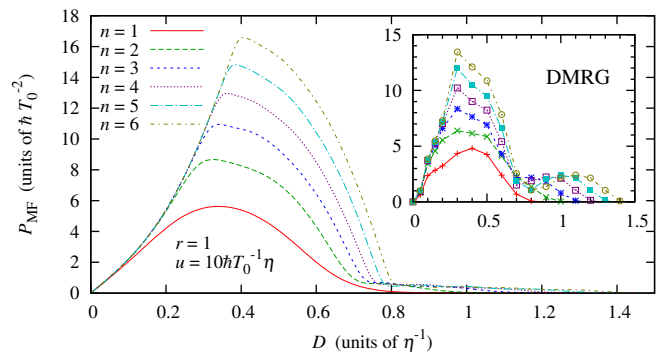 18
16
14
12
10
8
6
4
2
0
P_MF (units of ℏ T_0^-2)
n = 1
n = 2
n = 3
n = 4
n = 5
n = 6
r = 1
u = 10ℏT_0^-1η
0 0.2 0.4 0.6 0.8 1 1.2 1.4
D (units of η^-1)
DMRG
15
10
5
0
0 0.5 1 1.5